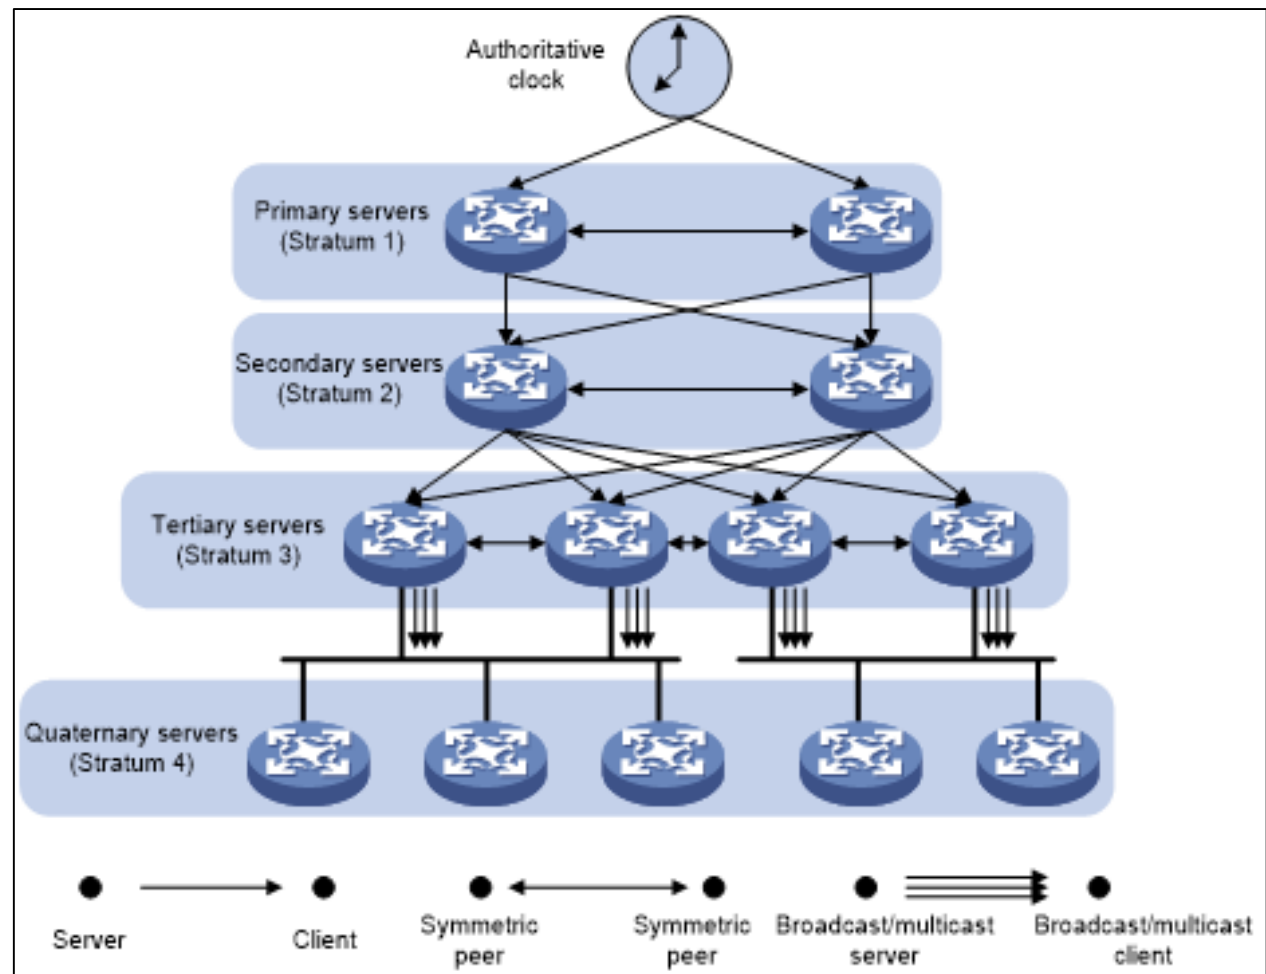 Authoritative
clock
Primary servers
(Stratum 1)
Secondary servers
(Stratum 2)
Tertiary servers
(Stratum 3)
Quaternary servers
(Stratum 4)
Server
Client
Symmetric
peer
Symmetric
peer
Broadcast/multicast
server
Broadcast/multicast
client